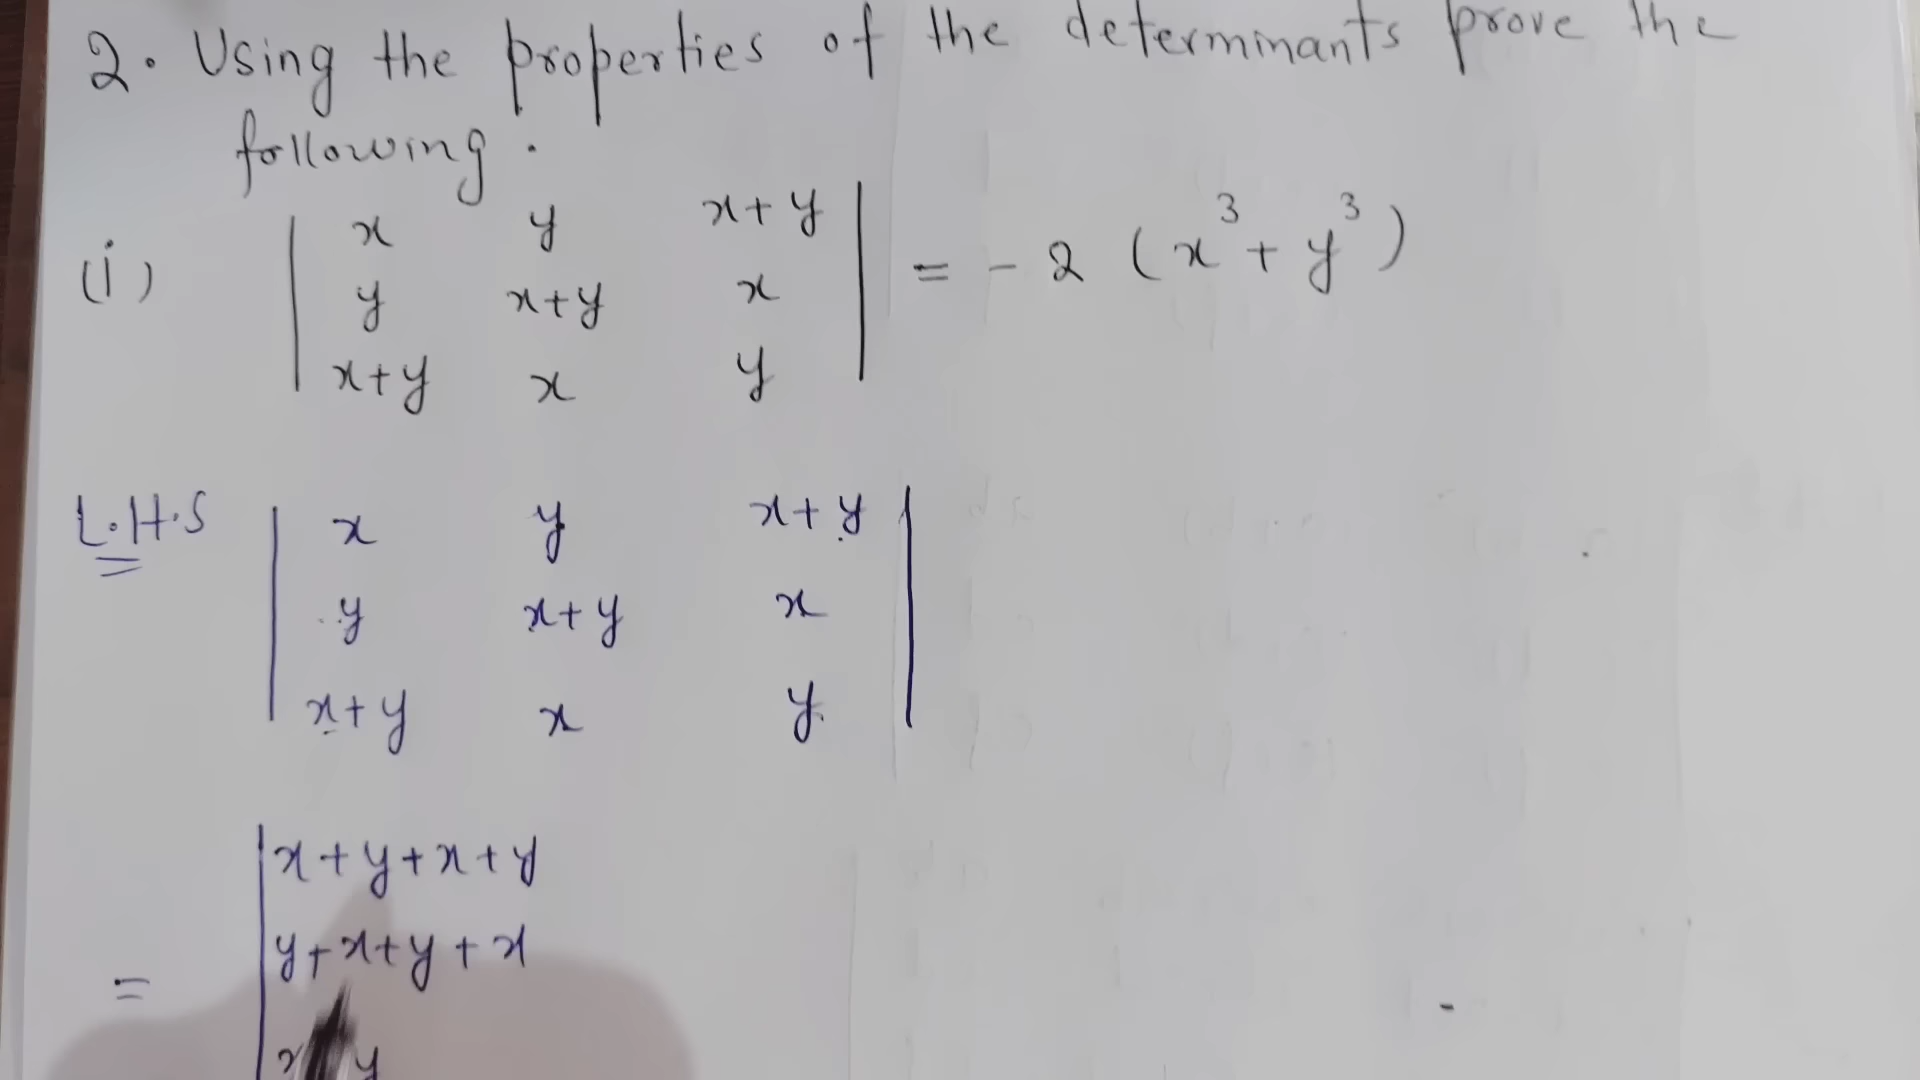 2. Using the properties of the determinants prove the
following.
(i) | x y x+y | = -2 (x³ + y³)
y x+y x
x+y x y
L.H.S | x y x+y |
y x+y x
x+y x y
| x+y+x+y
y+x+y+x
=